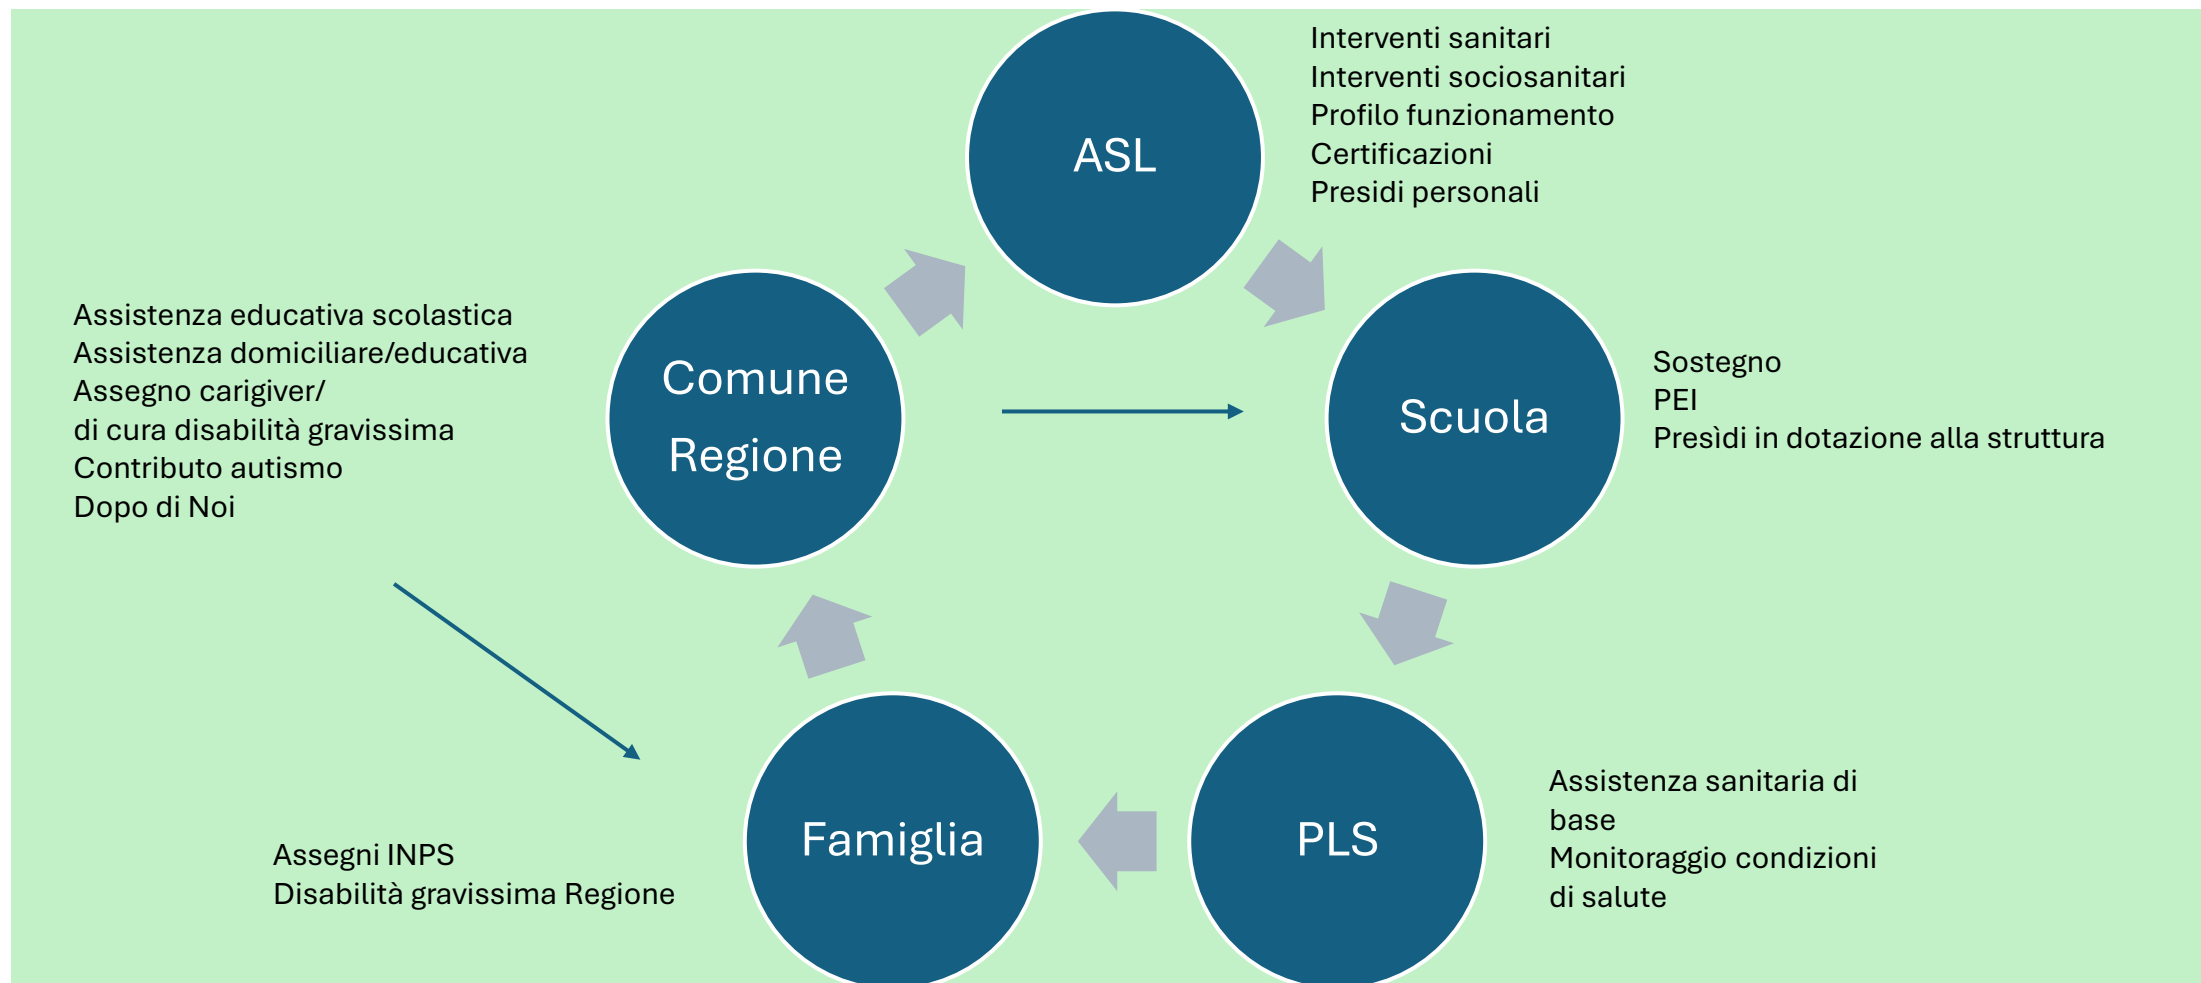 ASL
Interventi sanitari
Interventi sociosanitari
Profilo funzionamento
Certificazioni
Presidi personali
Comune
Regione
Assistenza educativa scolastica
Assistenza domiciliare/educativa
Assegno carigiver/
di cura disabilità gravissima
Contributo autismo
Dopo di Noi
Scuola
Sostegno
PEI
Presìdi in dotazione alla struttura
Famiglia
Assegni INPS
Disabilità gravissima Regione
PLS
Assistenza sanitaria di
base
Monitoraggio condizioni
di salute